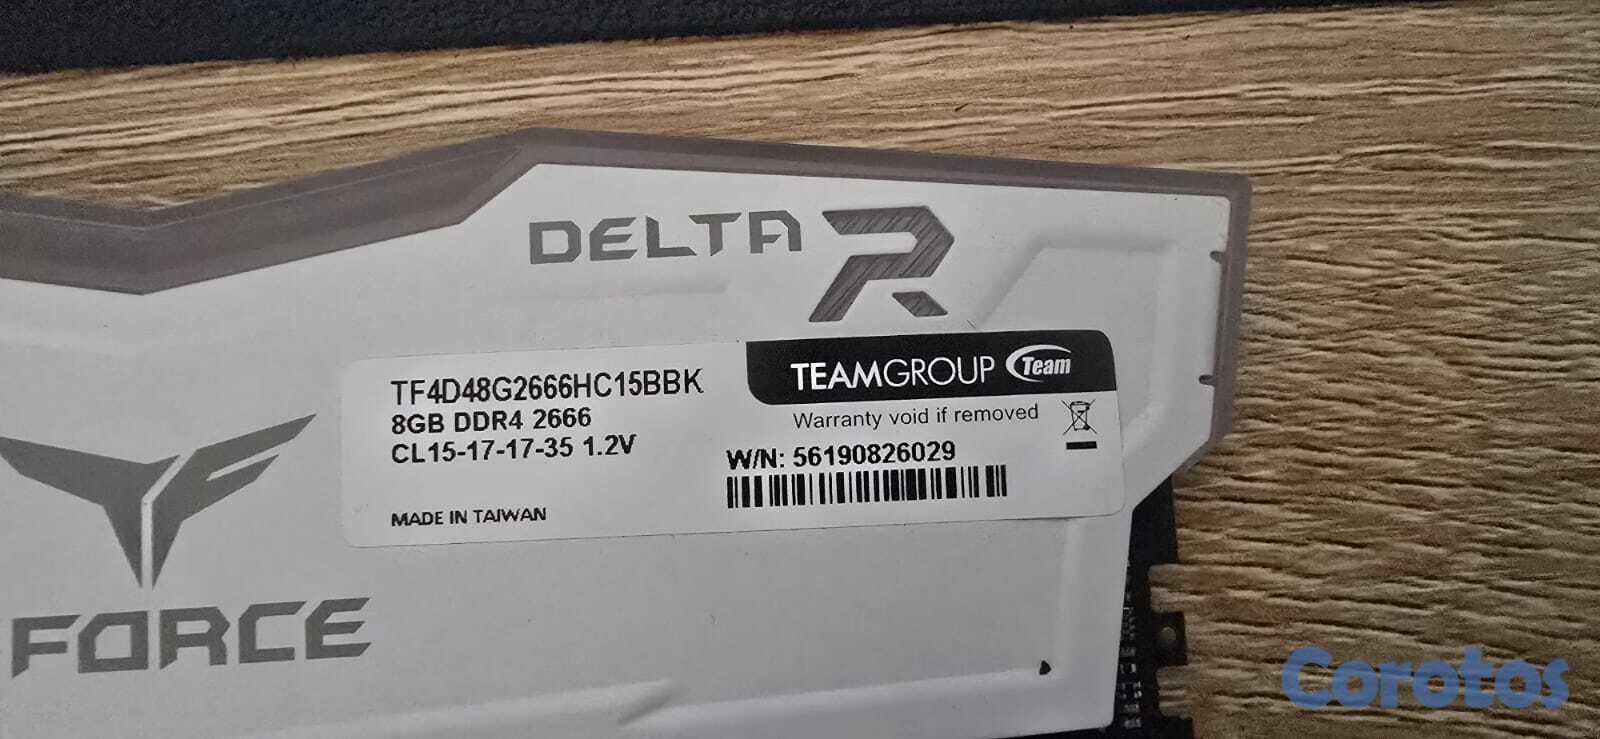 DELTA R
TEAMGROUP Team
TF4D48G2666HC15BBK
8GB DDR4 2666
CL15-17-17-35 1.2V
Warranty void if removed
W/N: 56190826029
MADE IN TAIWAN
FORCE
Corotos